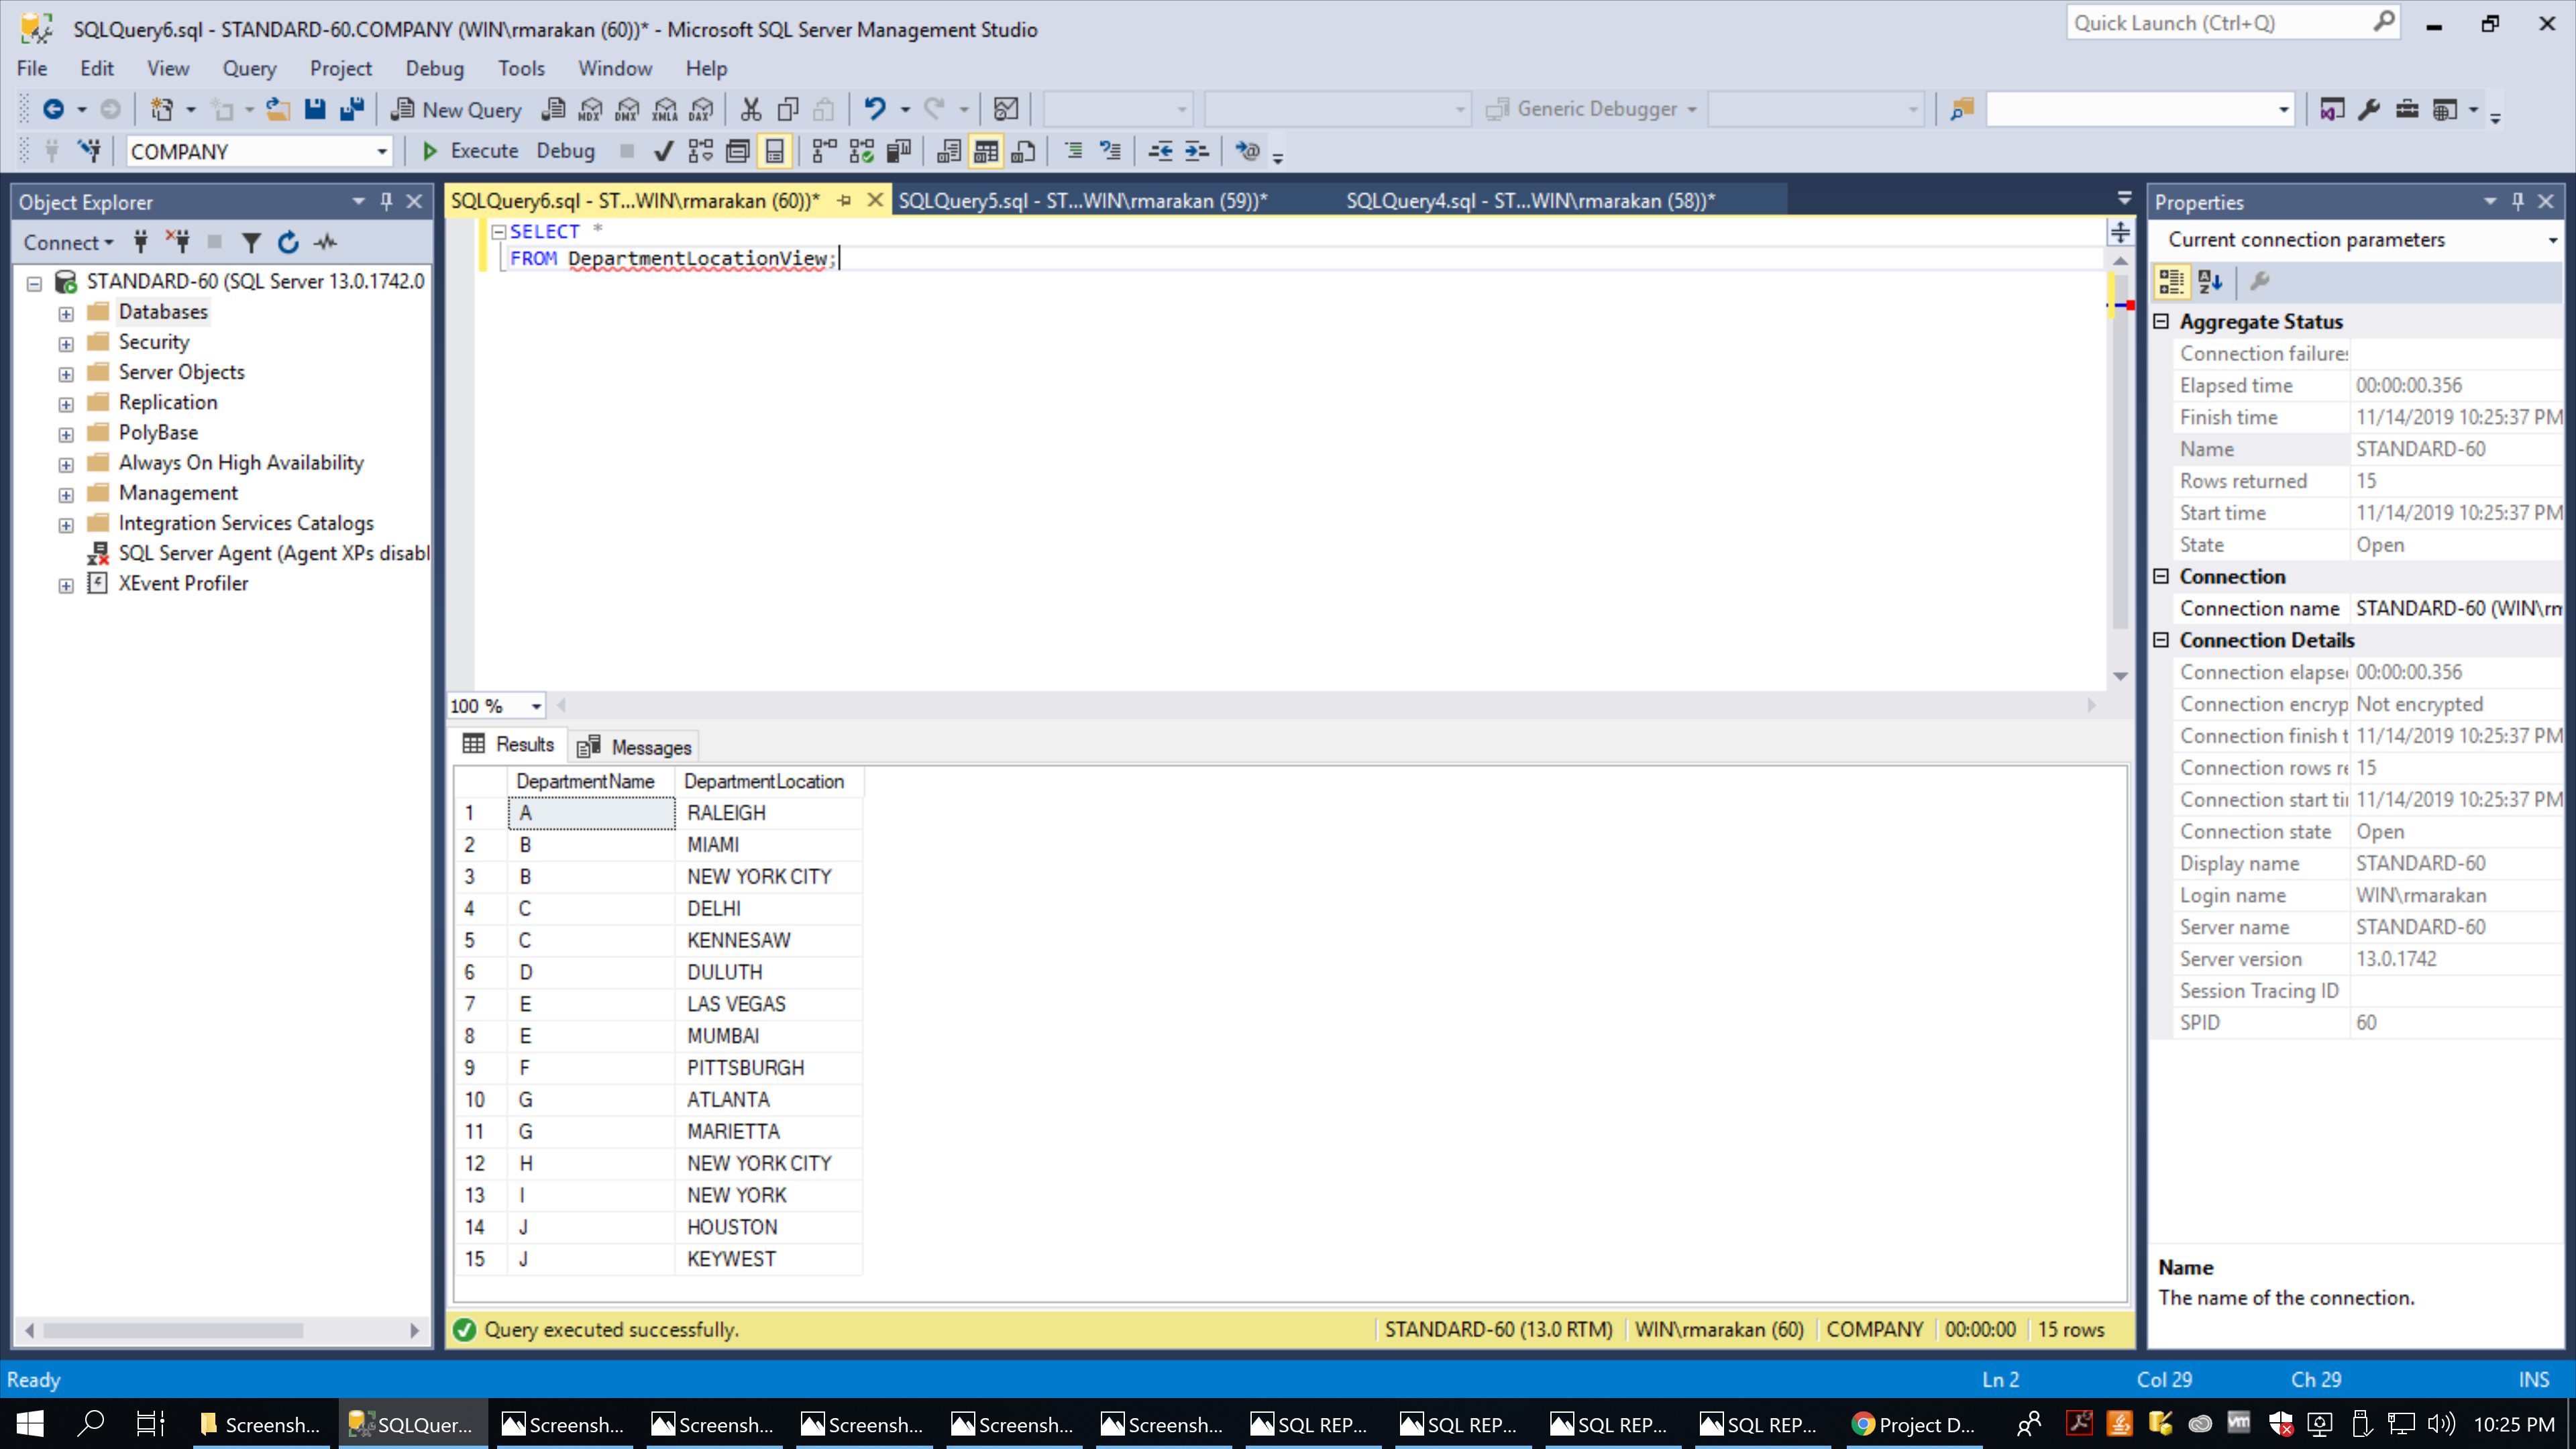 SQLQuery6.sql - STANDARD-60.COMPANY (WIN\rmarakan (60))* - Microsoft SQL Server Management Studio
Quick Launch (Ctrl+Q)
File Edit View Query Project Debug Tools Window Help
New Query MDX DMX XMLA DAX Generic Debugger
COMPANY Execute Debug
Object Explorer
Connect
STANDARD-60 (SQL Server 13.0.1742.0
Databases
Security
Server Objects
Replication
PolyBase
Always On High Availability
Management
Integration Services Catalogs
SQL Server Agent (Agent XPs disabl
XEvent Profiler
SQLQuery6.sql - ST...WIN\rmarakan (60))* SQLQuery5.sql - ST...WIN\rmarakan (59))* SQLQuery4.sql - ST...WIN\rmarakan (58))*
SELECT *
FROM DepartmentLocationView;
100 %
Results Messages
DepartmentName DepartmentLocation
1 A RALEIGH
2 B MIAMI
3 B NEW YORK CITY
4 C DELHI
5 C KENNESAW
6 D DULUTH
7 E LAS VEGAS
8 E MUMBAI
9 F PITTSBURGH
10 G ATLANTA
11 G MARIETTA
12 H NEW YORK CITY
13 I NEW YORK
14 J HOUSTON
15 J KEYWEST
Query executed successfully. STANDARD-60 (13.0 RTM) WIN\rmarakan (60) COMPANY 00:00:00 15 rows
Properties
Current connection parameters
Aggregate Status
Connection failures
Elapsed time 00:00:00.356
Finish time 11/14/2019 10:25:37 PM
Name STANDARD-60
Rows returned 15
Start time 11/14/2019 10:25:37 PM
State Open
Connection
Connection name STANDARD-60 (WIN\rm
Connection Details
Connection elapse 00:00:00.356
Connection encryp Not encrypted
Connection finish t 11/14/2019 10:25:37 PM
Connection rows re 15
Connection start ti 11/14/2019 10:25:37 PM
Connection state Open
Display name STANDARD-60
Login name WIN\rmarakan
Server name STANDARD-60
Server version 13.0.1742
Session Tracing ID
SPID 60
Name
The name of the connection.
Ready Ln 2 Col 29 Ch 29 INS
Screensh... SQLQuer... Screensh... Screensh... Screensh... Screensh... Screensh... SQL REP... SQL REP... SQL REP... SQL REP... Project D... 10:25 PM